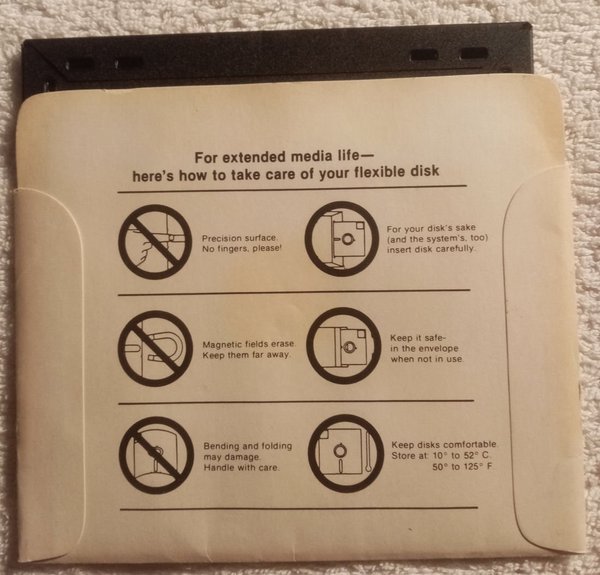 For extended media life—
here's how to take care of your flexible disk
Precision surface.
No fingers, please!
For your disk's sake
(and the system's, too)
insert disk carefully.
Magnetic fields erase.
Keep them far away.
Keep it safe-
in the envelope
when not in use.
Bending and folding
may damage.
Handle with care.
Keep disks comfortable.
Store at: 10° to 52° C.
50° to 125° F.